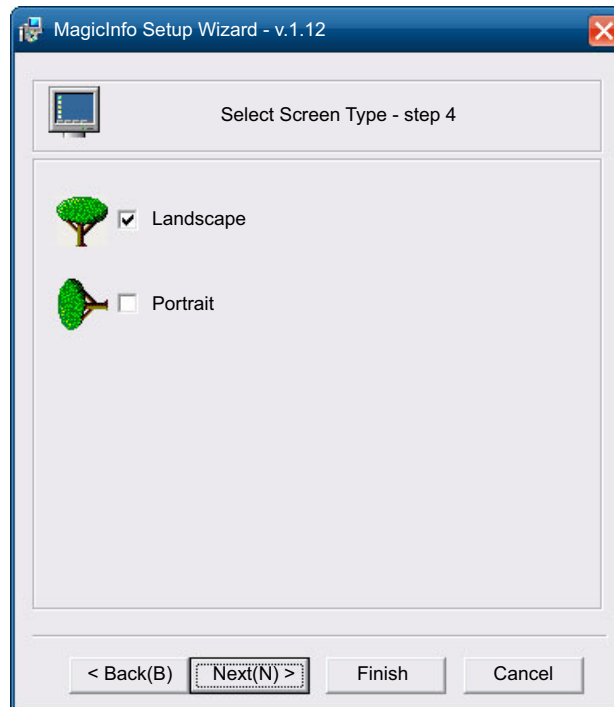 MagicInfo Setup Wizard - v.1.12
Select Screen Type - step 4
Landscape
Portrait
< Back(B) Next(N) > Finish Cancel